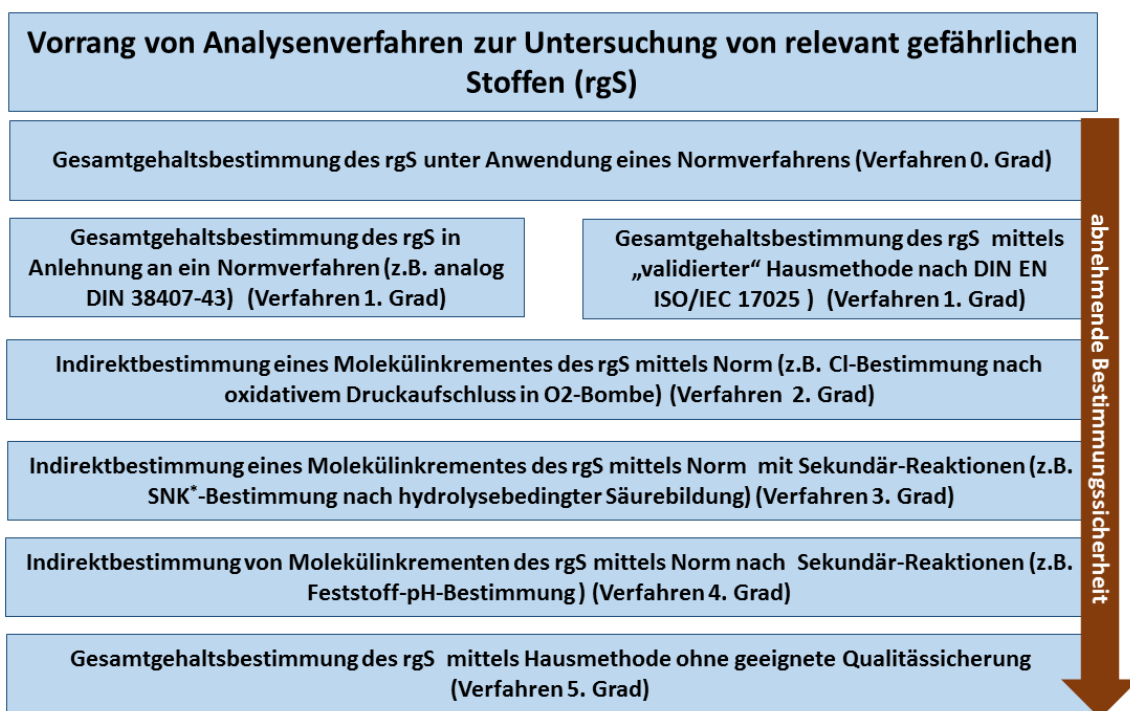 Vorrang von Analysenverfahren zur Untersuchung von relevant gefährlichen
Stoffen (rgS)
Gesamtgehaltsbestimmung des rgS unter Anwendung eines Normverfahrens (Verfahren 0. Grad)
Gesamtgehaltsbestimmung des rgS in
Anlehnung an ein Normverfahren (z.B. analog
DIN 38407-43) (Verfahren 1. Grad)
Gesamtgehaltsbestimmung des rgS mittels
„validierter“ Hausmethode nach DIN EN
ISO/IEC 17025 ) (Verfahren 1. Grad)
Indirektbestimmung eines Molekülinkrementes des rgS mittels Norm (z.B. Cl-Bestimmung nach
oxidativem Druckaufschluss in O2-Bombe) (Verfahren 2. Grad)
Indirektbestimmung eines Molekülinkrementes des rgS mittels Norm mit Sekundär-Reaktionen (z.B.
SNK*-Bestimmung nach hydrolysebedingter Säurebildung) (Verfahren 3. Grad)
Indirektbestimmung von Molekülinkrementen des rgS mittels Norm nach Sekundär-Reaktionen (z.B.
Feststoff-pH-Bestimmung) (Verfahren 4. Grad)
Gesamtgehaltsbestimmung des rgS mittels Hausmethode ohne geeignete Qualitässicherung
(Verfahren 5. Grad)
abnehmende Bestimmungssicherheit